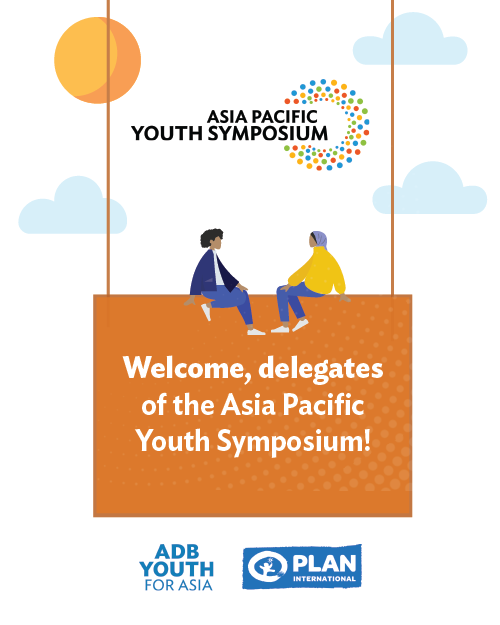 ASIA PACIFIC
YOUTH SYMPOSIUM
Welcome, delegates
of the Asia Pacific
Youth Symposium!
ADB
YOUTH
FOR ASIA
PLAN
INTERNATIONAL